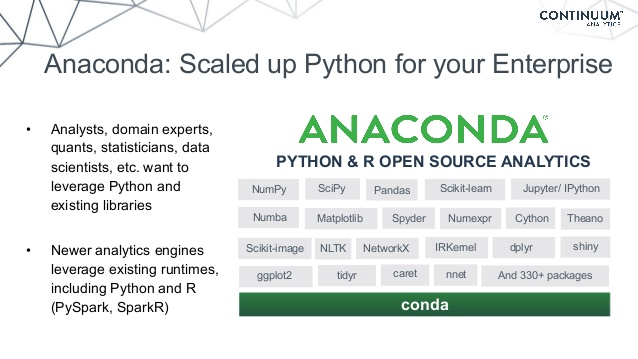 CONTINUUM
ANALYTICS
Anaconda: Scaled up Python for your Enterprise
• Analysts, domain experts,
quants, statisticians, data
scientists, etc. want to
leverage Python and
existing libraries
• Newer analytics engines
leverage existing runtimes,
including Python and R
(PySpark, SparkR)
ANACONDA®
PYTHON & R OPEN SOURCE ANALYTICS
NumPy SciPy Pandas Scikit-learn Jupyter/ IPython
Numba Matplotlib Spyder Numexpr Cython Theano
Scikit-image NLTK NetworkX IRKernel dplyr shiny
ggplot2 tidyr caret nnet And 330+ packages
conda